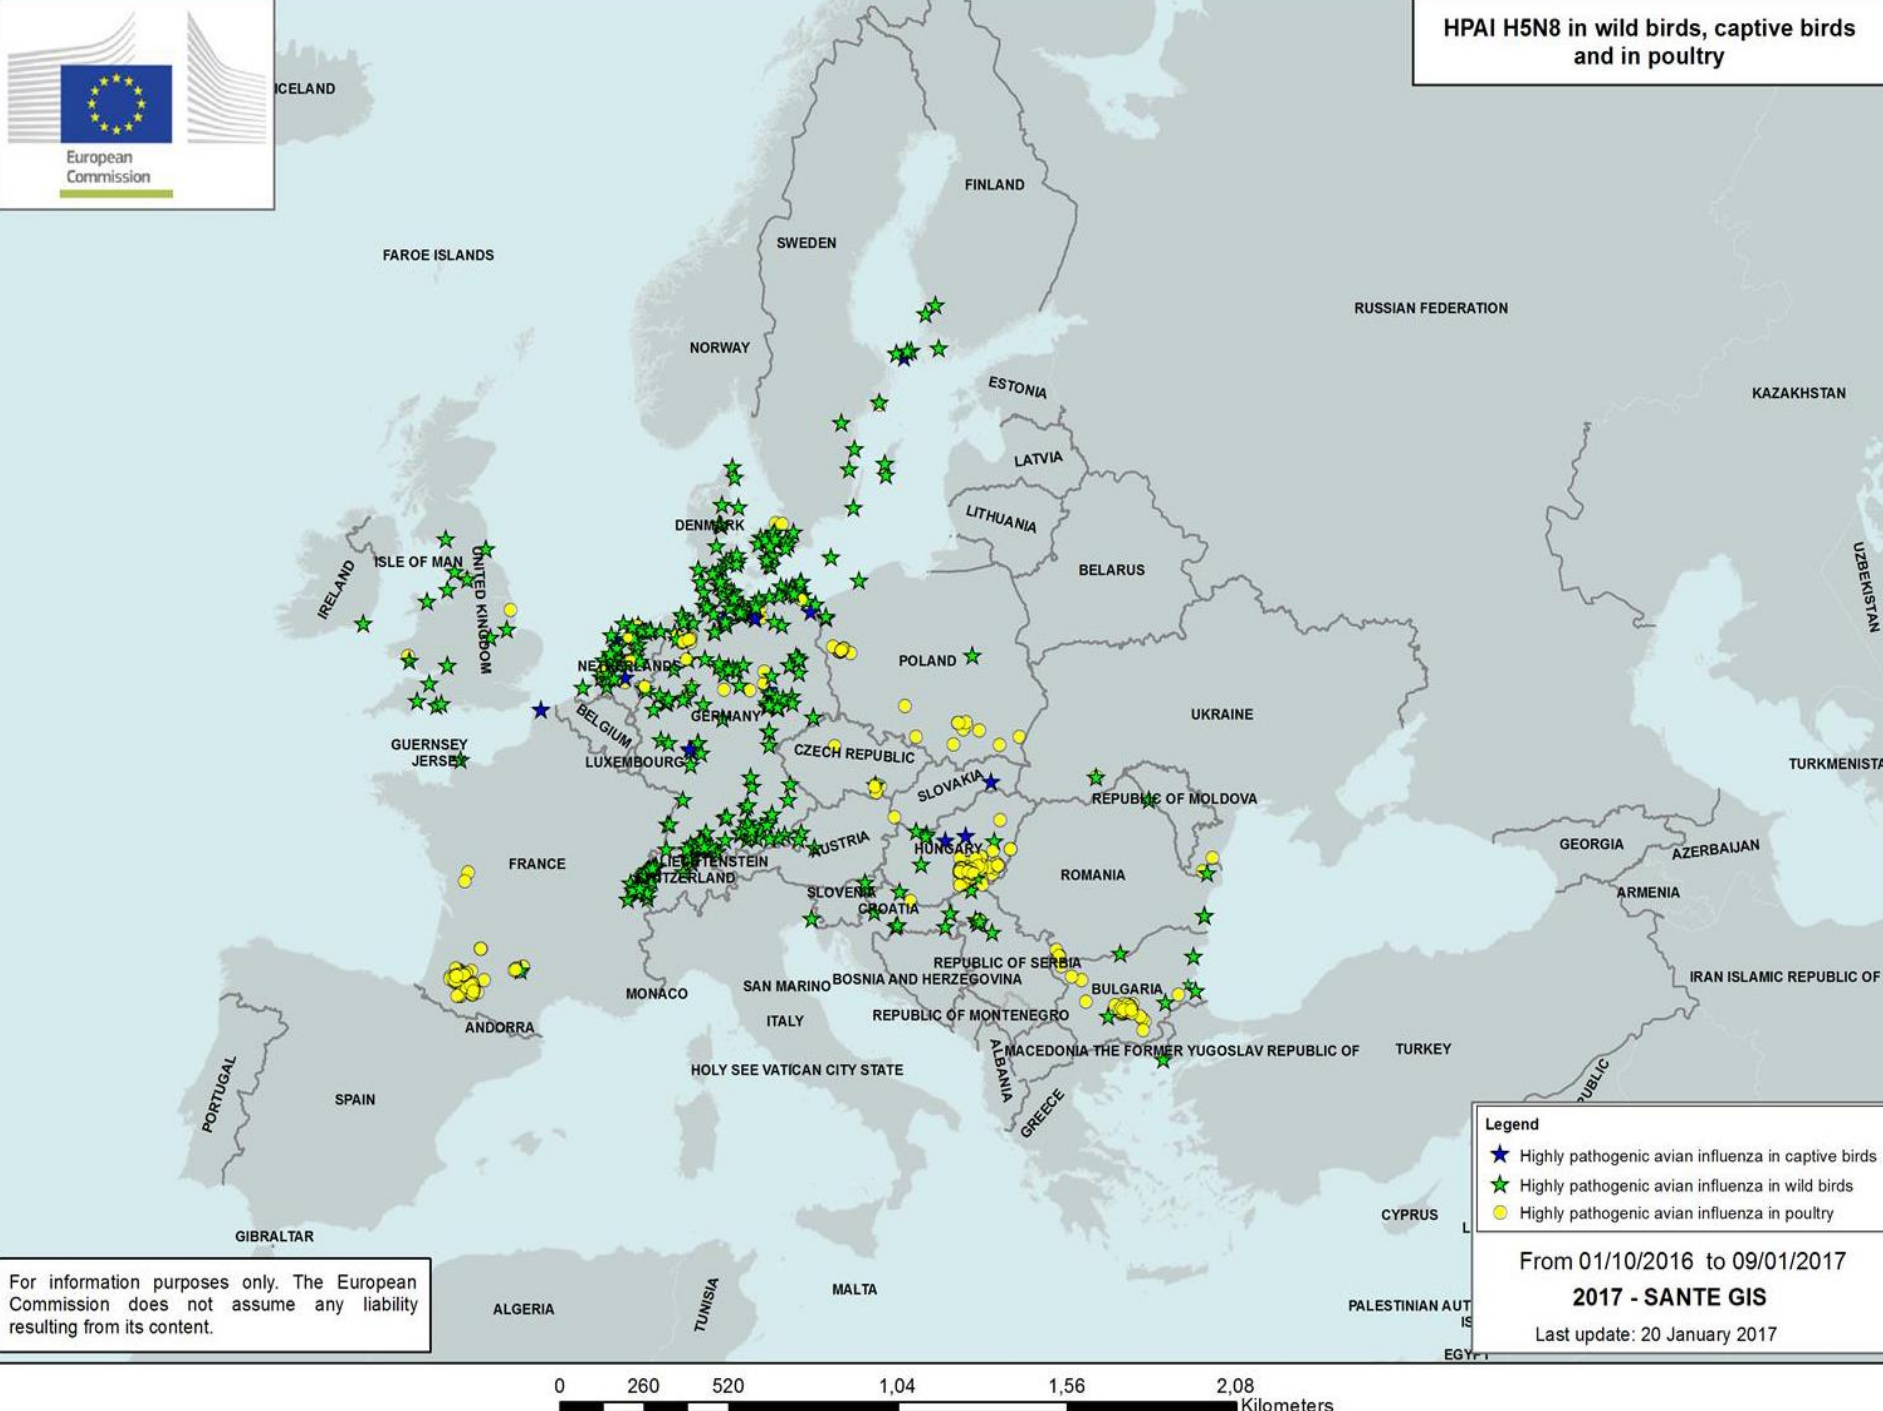 HPAI H5N8 in wild birds, captive birds
and in poultry
European
Commission
ICELAND
FINLAND
SWEDEN
FAROE ISLANDS
RUSSIAN FEDERATION
NORWAY
ESTONIA
KAZAKHSTAN
LATVIA
LITHUANIA
DENMARK
ISLE OF MAN
BELARUS
IRELAND
UNITED KINGDOM
UZBEKISTAN
NETHERLANDS
POLAND
GERMANY
UKRAINE
BELGIUM
GUERNSEY
JERSEY
CZECH REPUBLIC
LUXEMBOURG
TURKMENISTA
SLOVAKIA
REPUBLIC OF MOLDOVA
AUSTRIA
HUNGARY
GEORGIA
AZERBAIJAN
FRANCE
LIECHTENSTEIN
SWITZERLAND
ROMANIA
SLOVENIA
ARMENIA
CROATIA
REPUBLIC OF SERBIA
BOSNIA AND HERZEGOVINA
IRAN ISLAMIC REPUBLIC OF
SAN MARINO
BULGARIA
MONACO
REPUBLIC OF MONTENEGRO
ITALY
ANDORRA
MACEDONIA THE FORMER YUGOSLAV REPUBLIC OF
TURKEY
ALBANIA
HOLY SEE VATICAN CITY STATE
PORTUGAL
SPAIN
GREECE
PUBLIC
Legend
Highly pathogenic avian influenza in captive birds
Highly pathogenic avian influenza in wild birds
Highly pathogenic avian influenza in poultry
CYPRUS
L
GIBRALTAR
From 01/10/2016 to 09/01/2017
2017 - SANTE GIS
Last update: 20 January 2017
For information purposes only. The European
Commission does not assume any liability
resulting from its content.
MALTA
ALGERIA
TUNISIA
PALESTINIAN AUT
IS
EGYPT
0 260 520 1,04 1,56 2,08
Kilometers